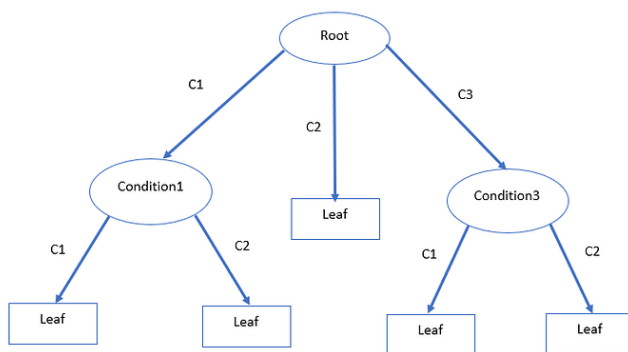 Root
C1
C2
C3
Condition1
Leaf
Condition3
C1
C2
C1
C2
Leaf
Leaf
Leaf
Leaf